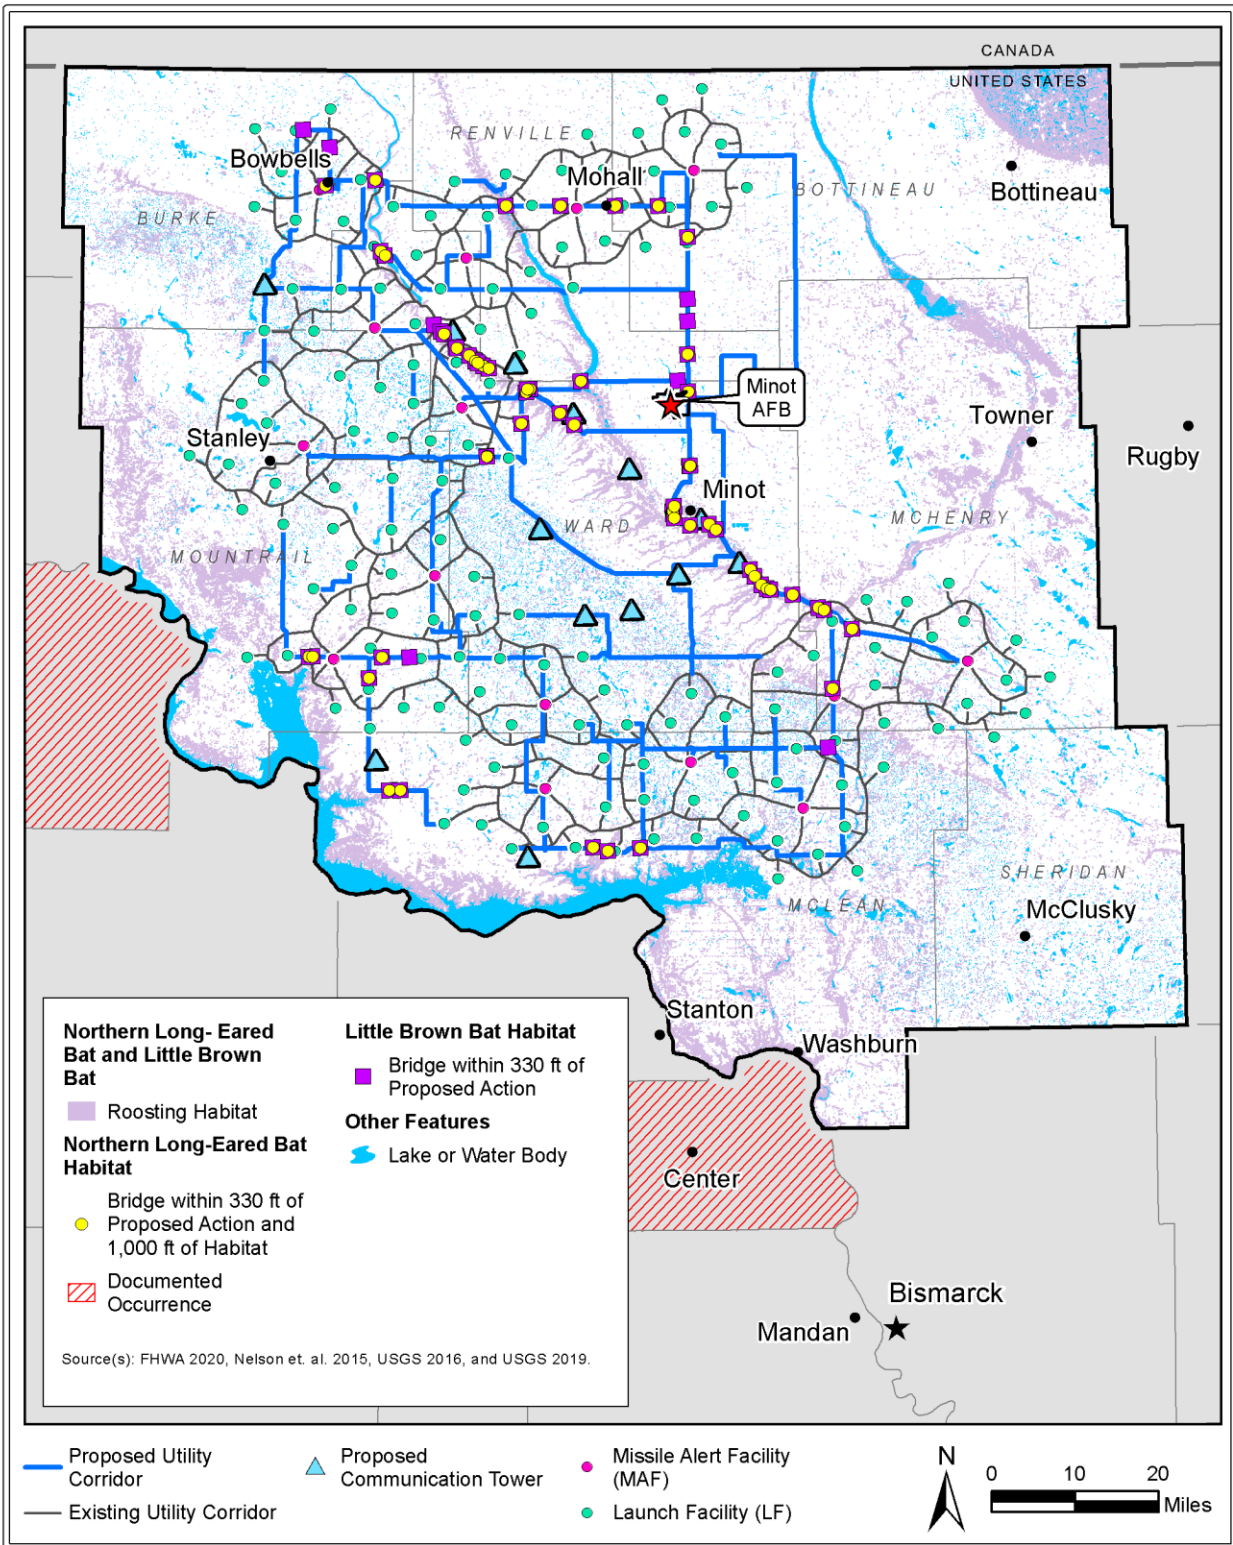 CANADA
UNITED STATES
RENVILLE
Bowbells
Mohall
BOTTINEAU
Bottineau
BURKE
Minot
AFB
Towner
Stanley
Rugby
Minot
WARD
MCHENRY
MOUNTRAIL
SHERIDAN
MCLEAN
McClusky
Stanton
Washburn
Center
Bismarck
Mandan
Northern Long- Eared
Bat and Little Brown
Bat
Roosting Habitat
Northern Long-Eared Bat
Habitat
Bridge within 330 ft of
Proposed Action and
1,000 ft of Habitat
Documented
Occurrence
Little Brown Bat Habitat
Bridge within 330 ft of
Proposed Action
Other Features
Lake or Water Body
Source(s): FHWA 2020, Nelson et. al. 2015, USGS 2016, and USGS 2019.
Proposed Utility
Corridor
Existing Utility Corridor
Proposed
Communication Tower
Missile Alert Facility
(MAF)
Launch Facility (LF)
N
0 10 20
Miles